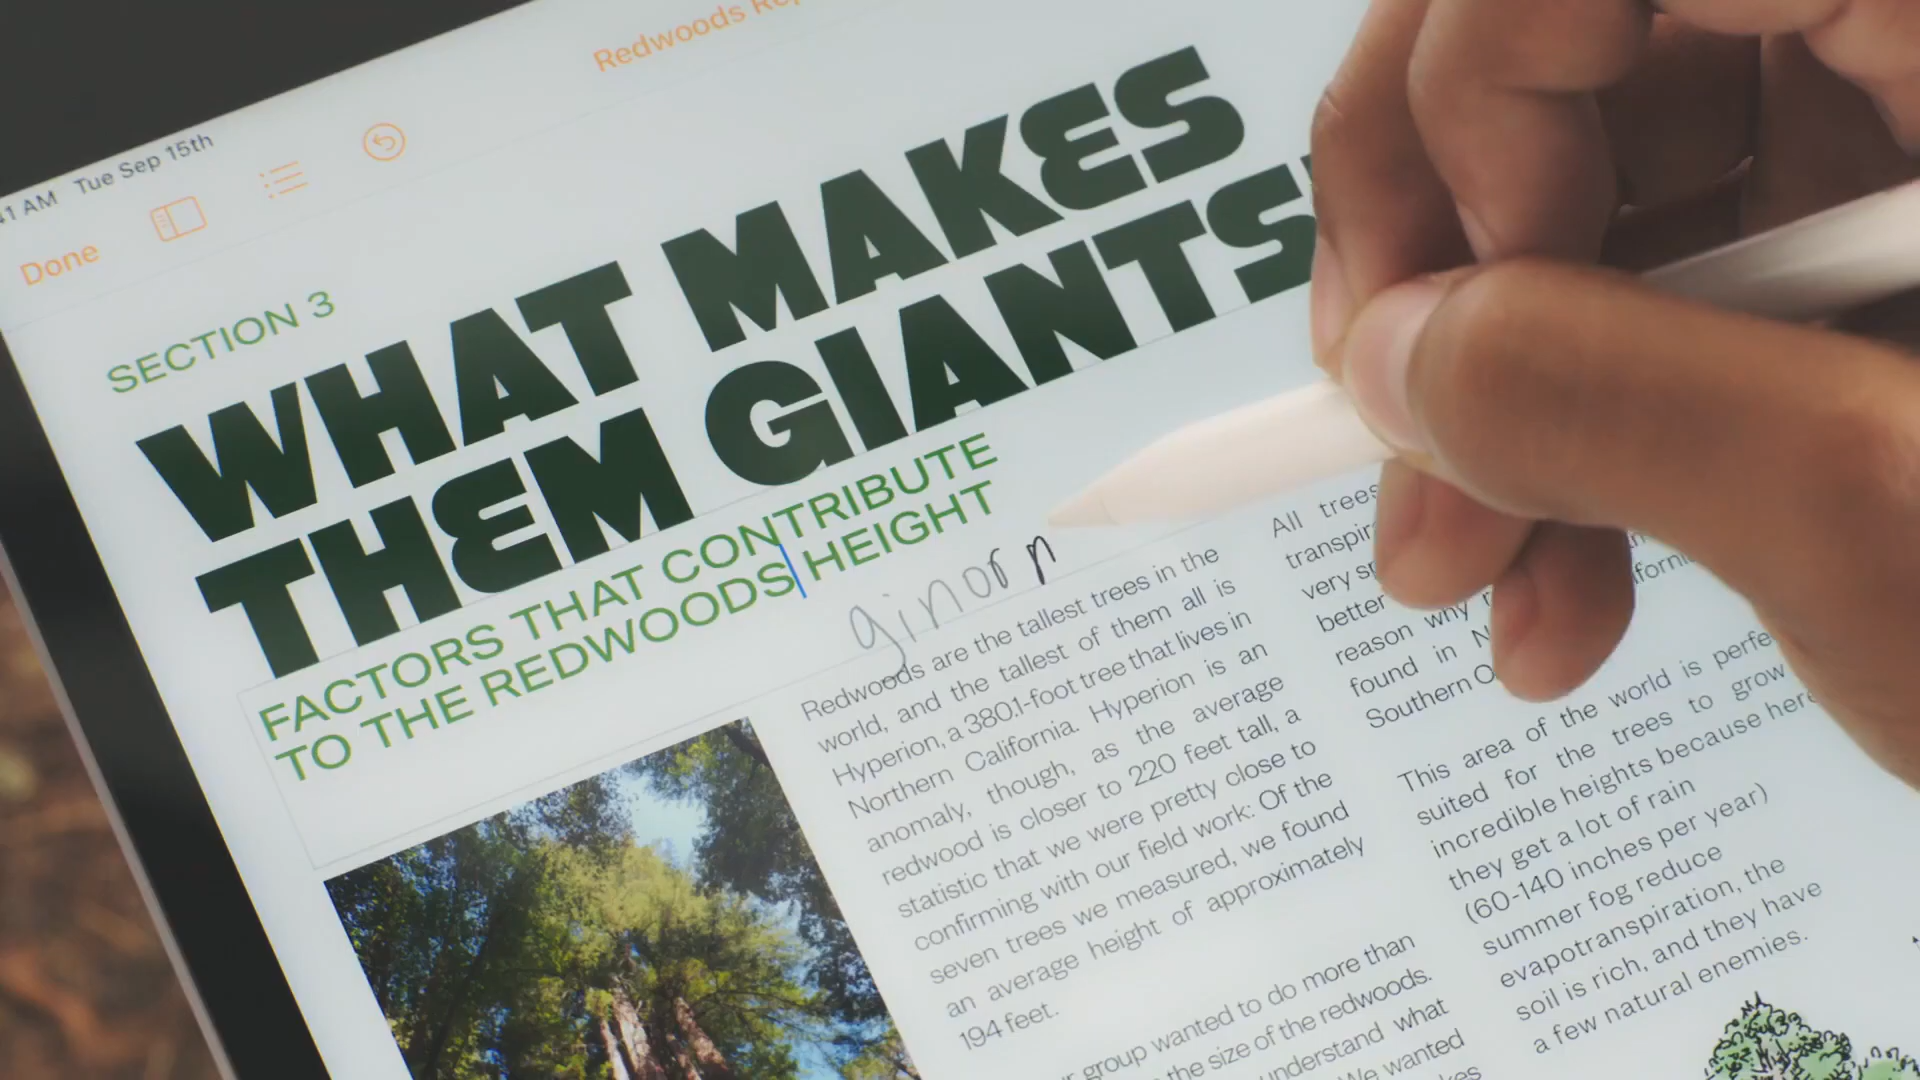 41 AM Tue Sep 15th
Redwoods
Done
SECTION 3
WHAT MAKES
THEM GIANTS
FACTORS THAT CONTRIBUTE
TO THE REDWOODS HEIGHT
Redwoods are the tallest trees in the
world, and the tallest of them all is
Hyperion, a 380.1-foot tree that lives in
Northern California. Hyperion is an
anomaly, though, as the average
redwood is closer to 220 feet tall, a
statistic that we were pretty close to
confirming with our field work: Of the
seven trees we measured, we found
an average height of approximately
194 feet.
group wanted to do more than
the size of the redwoods.
understand what
We wanted
All trees
very
better
reason why
found in
Southern
This area of the world is
suited for the trees to grow
incredible heights because here
they get a lot of rain
(60-140 inches per year)
summer fog reduce
evapotranspiration, the
soil is rich, and they have
a few natural enemies.